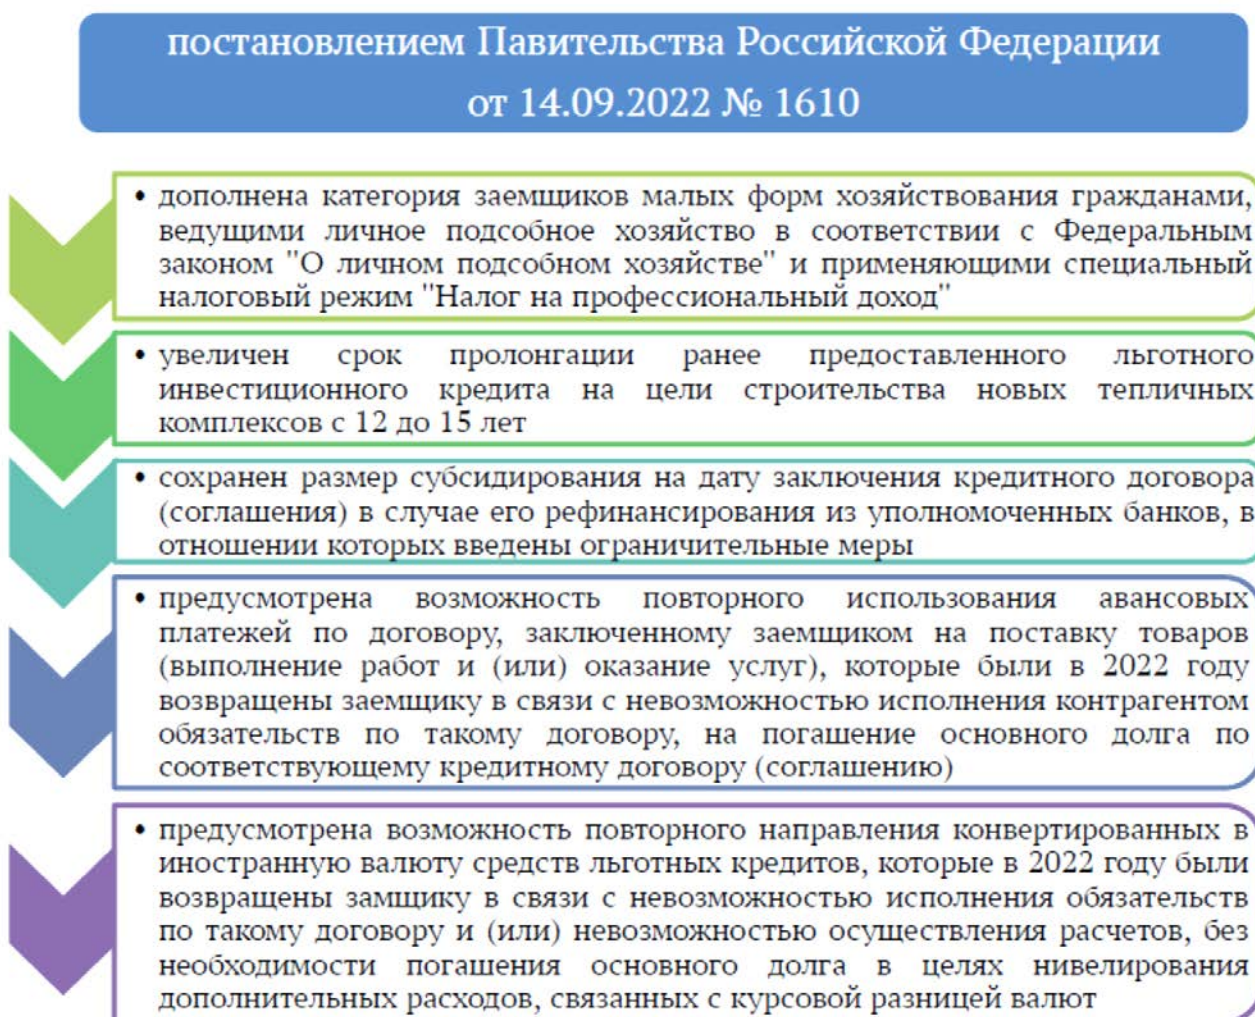 постановлением Павительства Российской Федерации
от 14.09.2022 № 1610
• дополнена категория заемщиков малых форм хозяйствования гражданами,
ведущими личное подсобное хозяйство в соответствии с Федеральным
законом "О личном подсобном хозяйстве" и применяющими специальный
налоговый режим "Налог на профессиональный доход"
• увеличен срок пролонгации ранее предоставленного льготного
инвестиционного кредита на цели строительства новых тепличных
комплексов с 12 до 15 лет
• сохранен размер субсидирования на дату заключения кредитного договора
(соглашения) в случае его рефинансирования из уполномоченных банков, в
отношении которых введены ограничительные меры
• предусмотрена возможность повторного использования авансовых
платежей по договору, заключенному заемщиком на поставку товаров
(выполнение работ и (или) оказание услуг), которые были в 2022 году
возвращены заемщику в связи с невозможностью исполнения контрагентом
обязательств по такому договору, на погашение основного долга по
соответствующему кредитному договору (соглашению)
• предусмотрена возможность повторного направления конвертированных в
иностранную валюту средств льготных кредитов, которые в 2022 году были
возвращены замщику в связи с невозможностью исполнения обязательств
по такому договору и (или) невозможностью осуществления расчетов, без
необходимости погашения основного долга в целях нивелирования
дополнительных расходов, связанных с курсовой разницей валют